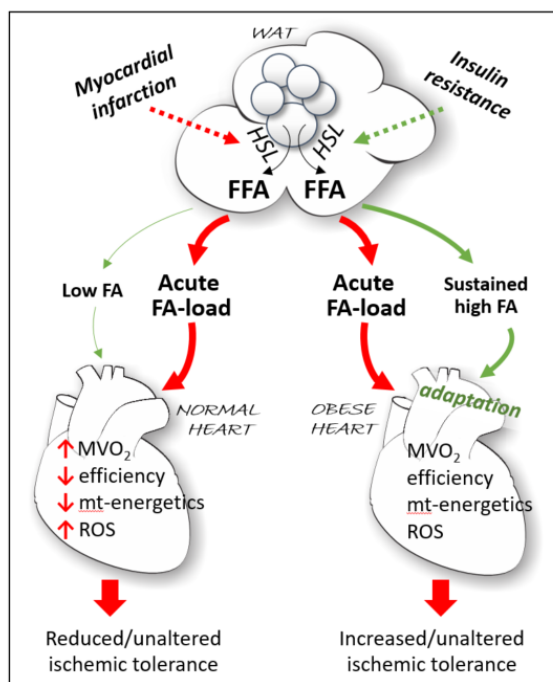 WAT
Myocardial
infarction
Insulin
resistance
HSL
HSL
FFA
FFA
Low FA
Acute
FA-load
Acute
FA-load
Sustained
high FA
NORMAL
HEART
OBESE
HEART
adaptation
↑ MVO₂
↓ efficiency
↓ mt-energetics
↑ ROS
MVO₂
efficiency
mt-energetics
ROS
Reduced/unaltered
ischemic tolerance
Increased/unaltered
ischemic tolerance